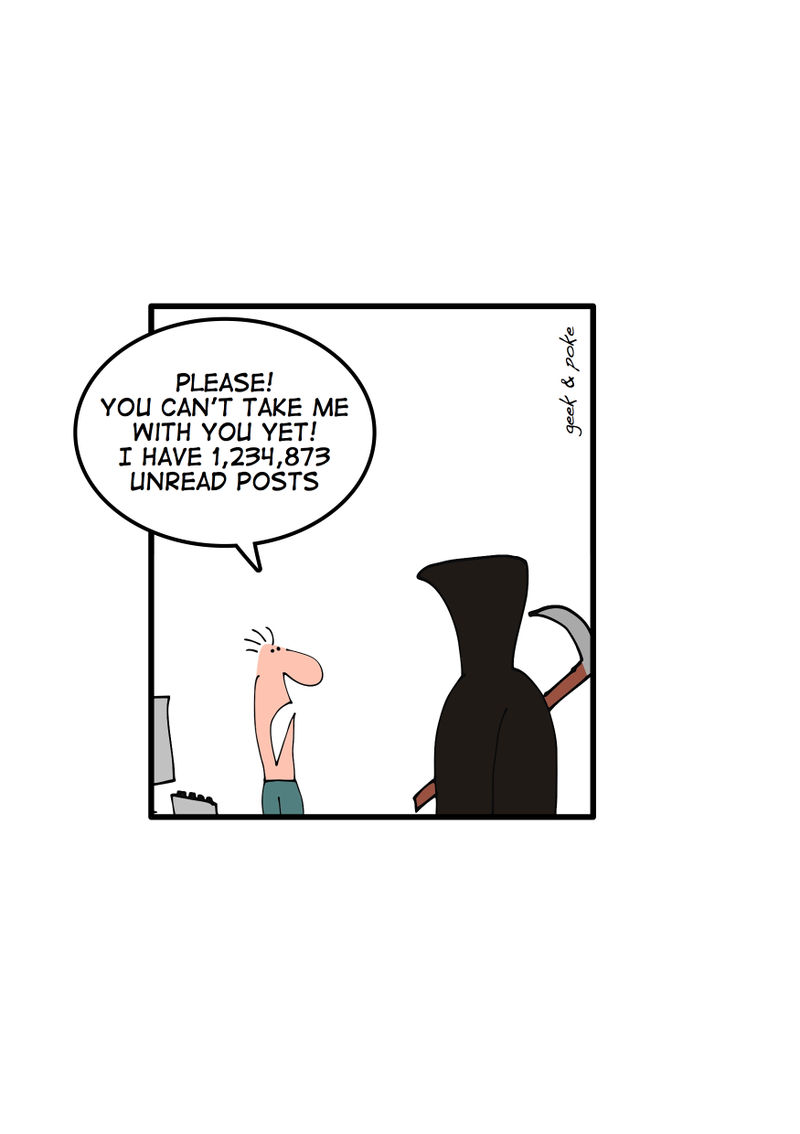 PLEASE!
YOU CAN'T TAKE ME
WITH YOU YET!
I HAVE 1,234,873
UNREAD POSTS
geek & poke